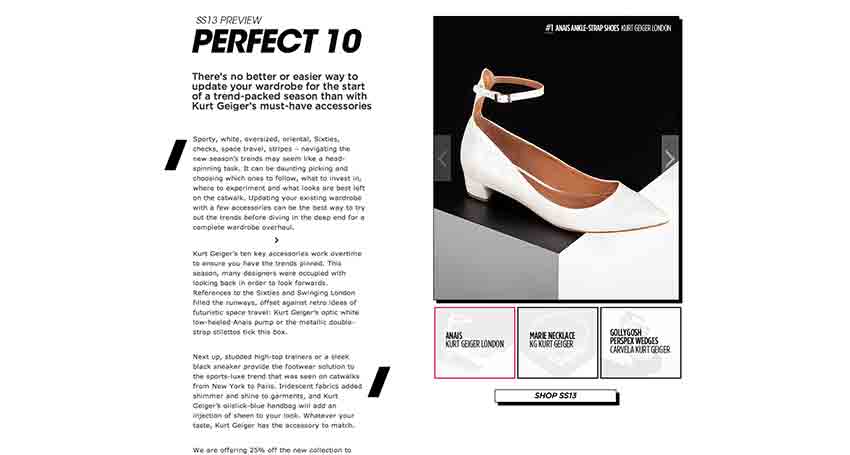 SS13 PREVIEW
PERFECT 10
There's no better or easier way to
update your wardrobe for the start
of a trend-packed season than with
Kurt Geiger's must-have accessories
Sporty, white, oversized, oriental, Sixties,
checks, space travel, stripes – navigating the
new season's trends may seem like a head-
spinning task. It can be daunting picking and
choosing which ones to follow, what to invest in,
where to experiment and what looks are best left
on the catwalk. Updating your existing wardrobe
with a few accessories can be the best way to try
out the trends before diving in the deep end for a
complete wardrobe overhaul.
Kurt Geiger's ten key accessories work overtime
to ensure you have the trends pinned. This
season, many designers were occupied with
looking back in order to look forwards.
References to the Sixties and Swinging London
filled the runways, offset against retro ideas of
futuristic space travel: Kurt Geiger's optic white
low-heeled Anais pump or the metallic double-
strap stilettos tick this box.
Next up, studded high-top trainers or a sleek
black sneaker provide the footwear solution to
the sports-luxe trend that was seen on catwalks
from New York to Paris. Iridescent fabrics added
shimmer and shine to garments, and Kurt
Geiger's oilslick-blue handbag will add an
injection of sheen to your look. Whatever your
taste, Kurt Geiger has the accessory to match.
We are offering 25% off the new collection to
#1 ANAIS ANKLE-STRAP SHOES KURT GEIGER LONDON
ANAIS
KURT GEIGER LONDON
MARIE NECKLACE
KG KURT GEIGER
GOLLYGOSH
PERSPEX WEDGES
CARVELA KURT GEIGER
SHOP SS13